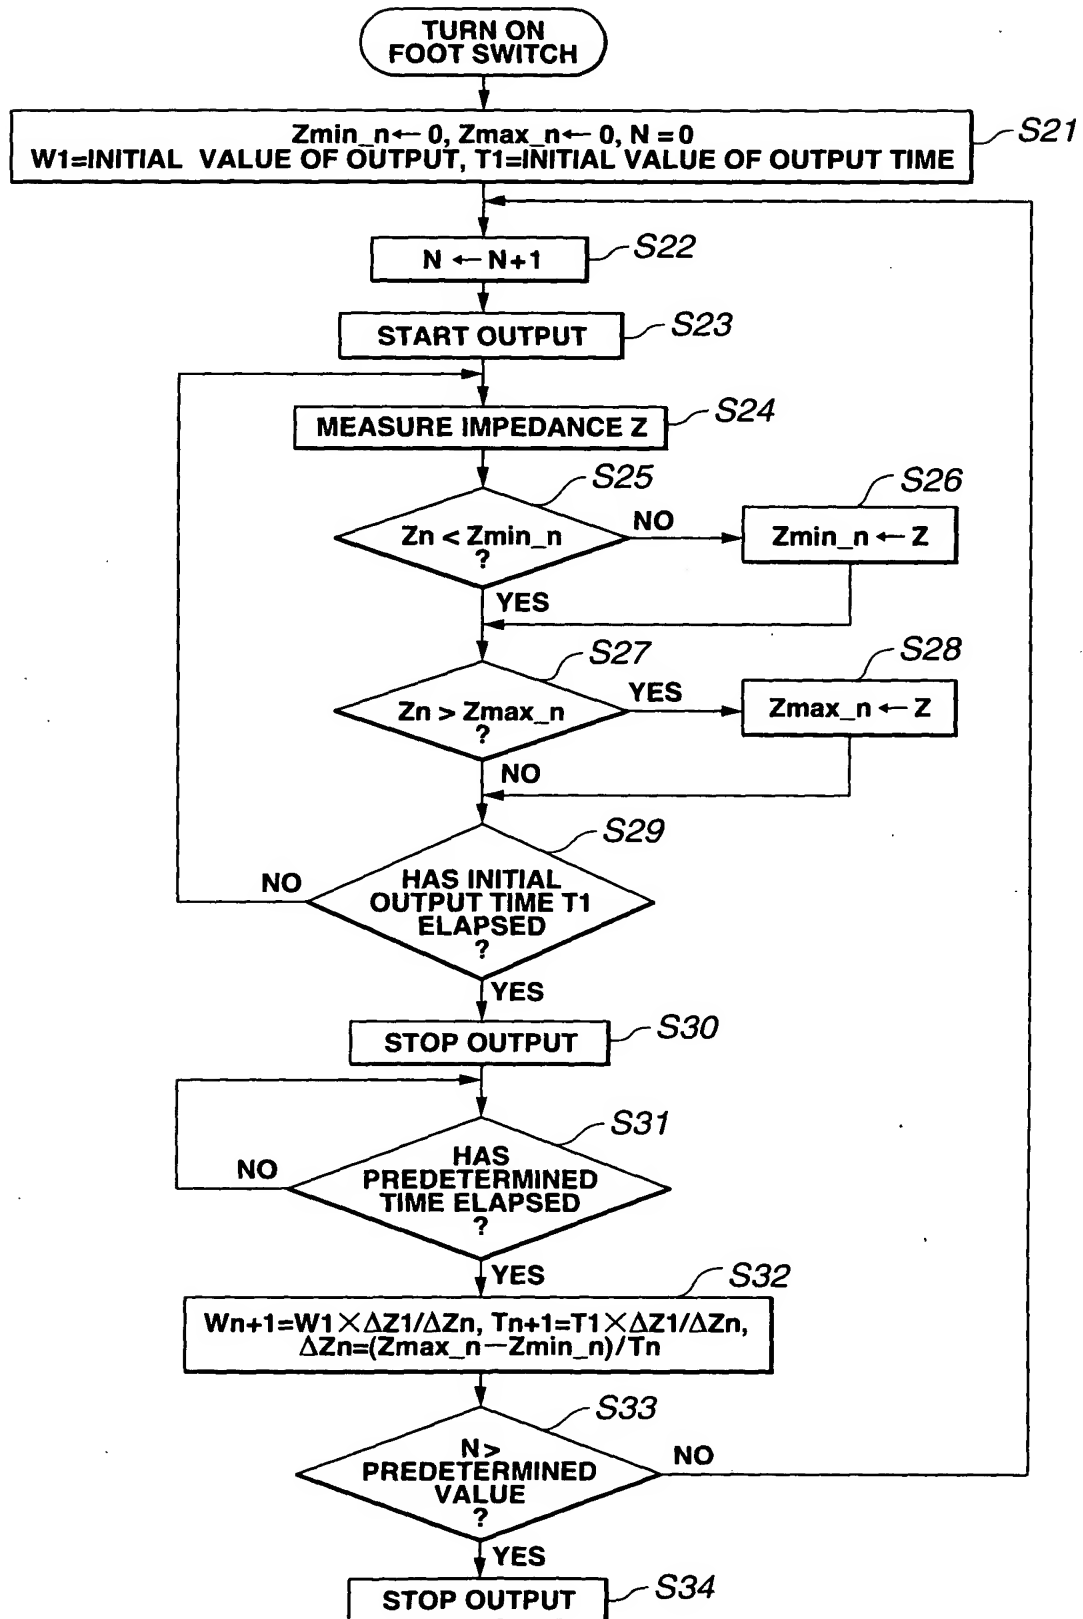 TURN ON
FOOT SWITCH
Zmin_n← 0, Zmax_n← 0, N = 0
W1=INITIAL VALUE OF OUTPUT, T1=INITIAL VALUE OF OUTPUT TIME
S21
N ← N+1
S22
START OUTPUT
S23
MEASURE IMPEDANCE Z
S24
S25
Zn < Zmin_n
?
NO
YES
S26
Zmin_n ← Z
S27
Zn > Zmax_n
?
YES
NO
S28
Zmax_n ← Z
S29
HAS INITIAL
OUTPUT TIME T1
ELAPSED
?
NO
YES
STOP OUTPUT
S30
S31
HAS
PREDETERMINED
TIME ELAPSED
?
NO
YES
S32
Wn+1=W1×ΔZ1/ΔZn, Tn+1=T1×ΔZ1/ΔZn,
ΔZn=(Zmax_n—Zmin_n)/Tn
S33
N >
PREDETERMINED
VALUE
?
NO
YES
STOP OUTPUT
S34